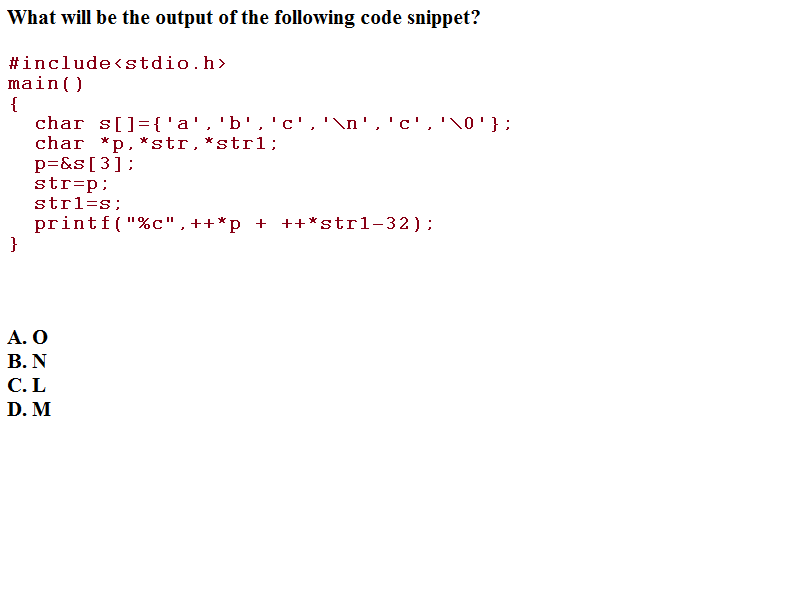 What will be the output of the following code snippet?
#include<stdio.h>
main()
{
char s[]={'a','b','c','\n','c','\0'};
char *p,*str,*str1;
p=&s[3];
str=p;
str1=s;
printf("%c",++*p + ++*str1-32);
}
A. O
B. N
C. L
D. M